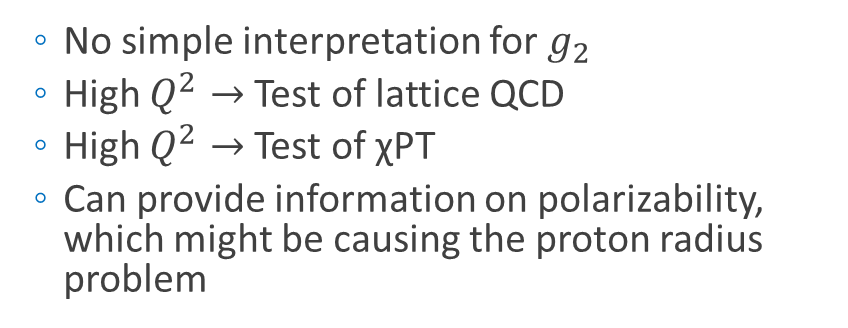 ◦ No simple interpretation for g₂
◦ High Q² → Test of lattice QCD
◦ High Q² → Test of χPT
◦ Can provide information on polarizability,
which might be causing the proton radius
problem